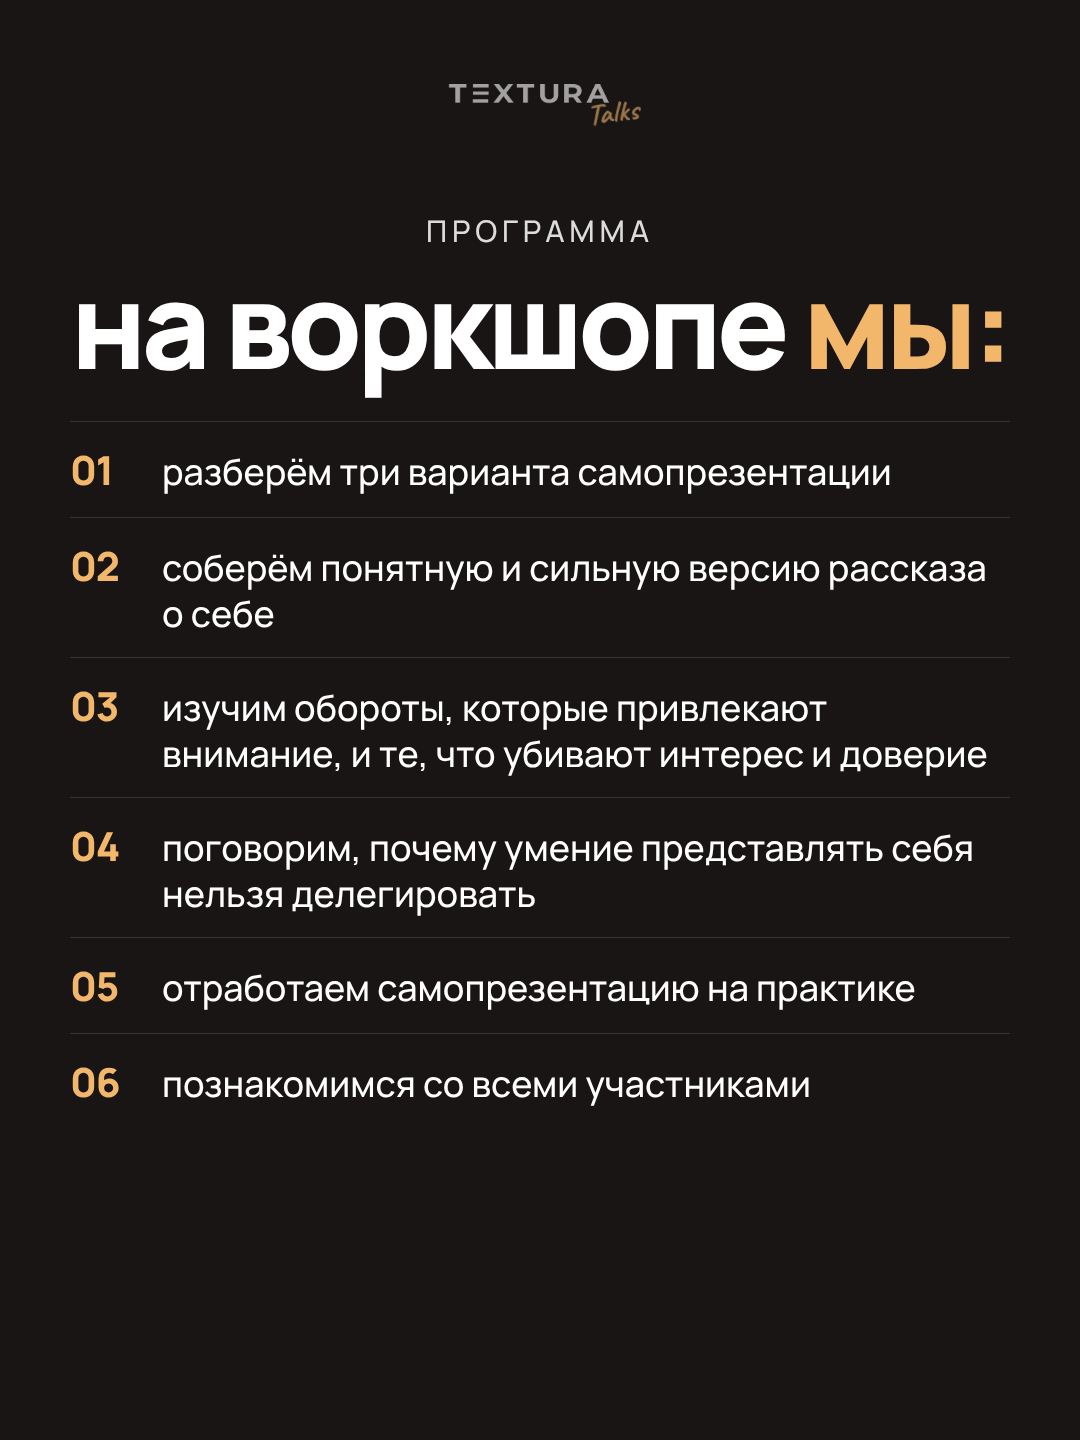 TEXTURA
Talks
ПРОГРАММА
на воркшопе мы:
01 разберём три варианта самопрезентации
02 соберём понятную и сильную версию рассказа
о себе
03 изучим обороты, которые привлекают
внимание, и те, что убивают интерес и доверие
04 поговорим, почему умение представлять себя
нельзя делегировать
05 отработаем самопрезентацию на практике
06 познакомимся со всеми участниками